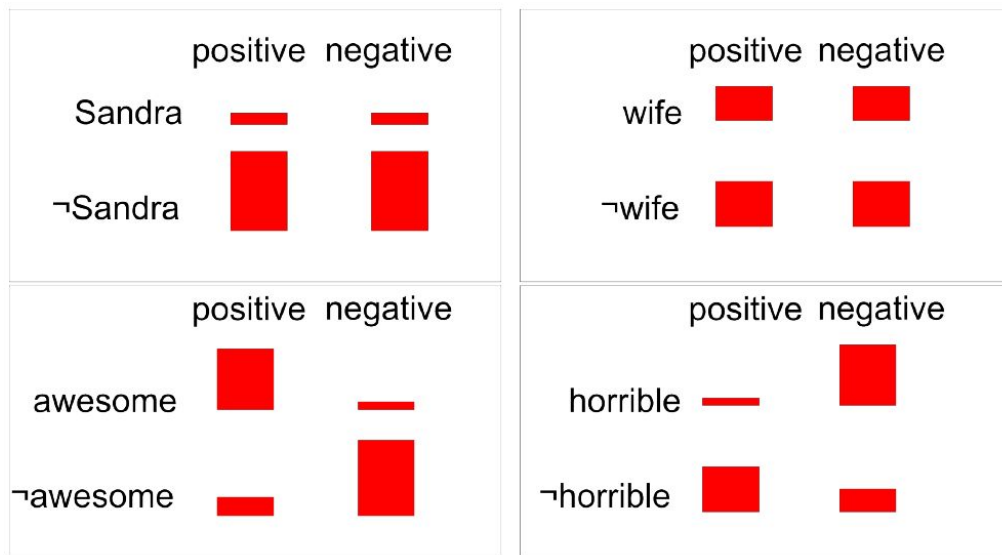 positive negative
Sandra
¬Sandra
positive negative
wife
¬wife
positive negative
awesome
¬awesome
positive negative
horrible
¬horrible